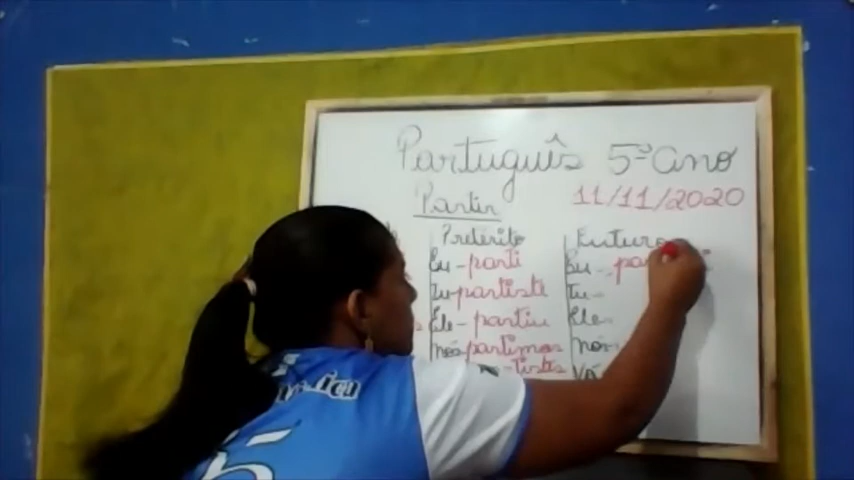 Português 5º ano
Partir 11/11/2020
Pretérito Futuro
Eu - parti Eu -
Tu - partiste Tu -
Ele - partiu Ele -
nós partimos nós -
tistes Vó